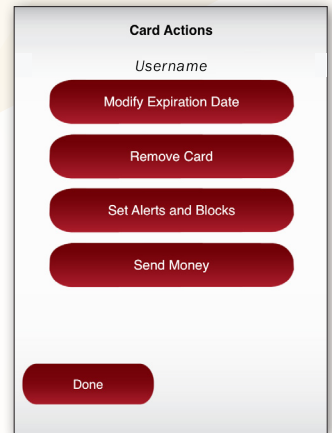 Card Actions
Username
Modify Expiration Date
Remove Card
Set Alerts and Blocks
Send Money
Done